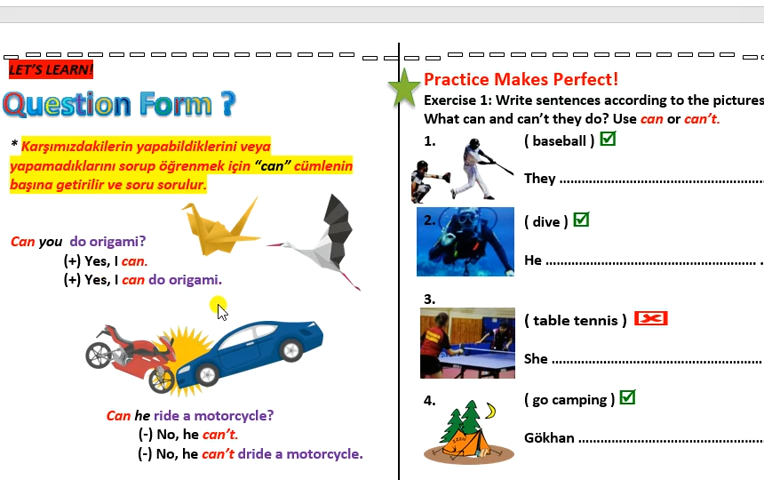 LET'S LEARN!
Question Form ?
* Karşımızdakilerin yapabildiklerini veya
yapamadıklarını sorup öğrenmek için “can” cümlenin
başına getirilir ve soru sorulur.
Can you do origami?
(+) Yes, I can.
(+) Yes, I can do origami.
Can he ride a motorcycle?
(-) No, he can't.
(-) No, he can't dride a motorcycle.
Practice Makes Perfect!
Exercise 1: Write sentences according to the pictures
What can and can't they do? Use can or can't.
1. ( baseball )
They ......................................................
2. ( dive )
He ......................................................
3.
( table tennis )
She ......................................................
4. ( go camping )
Gökhan ................................................